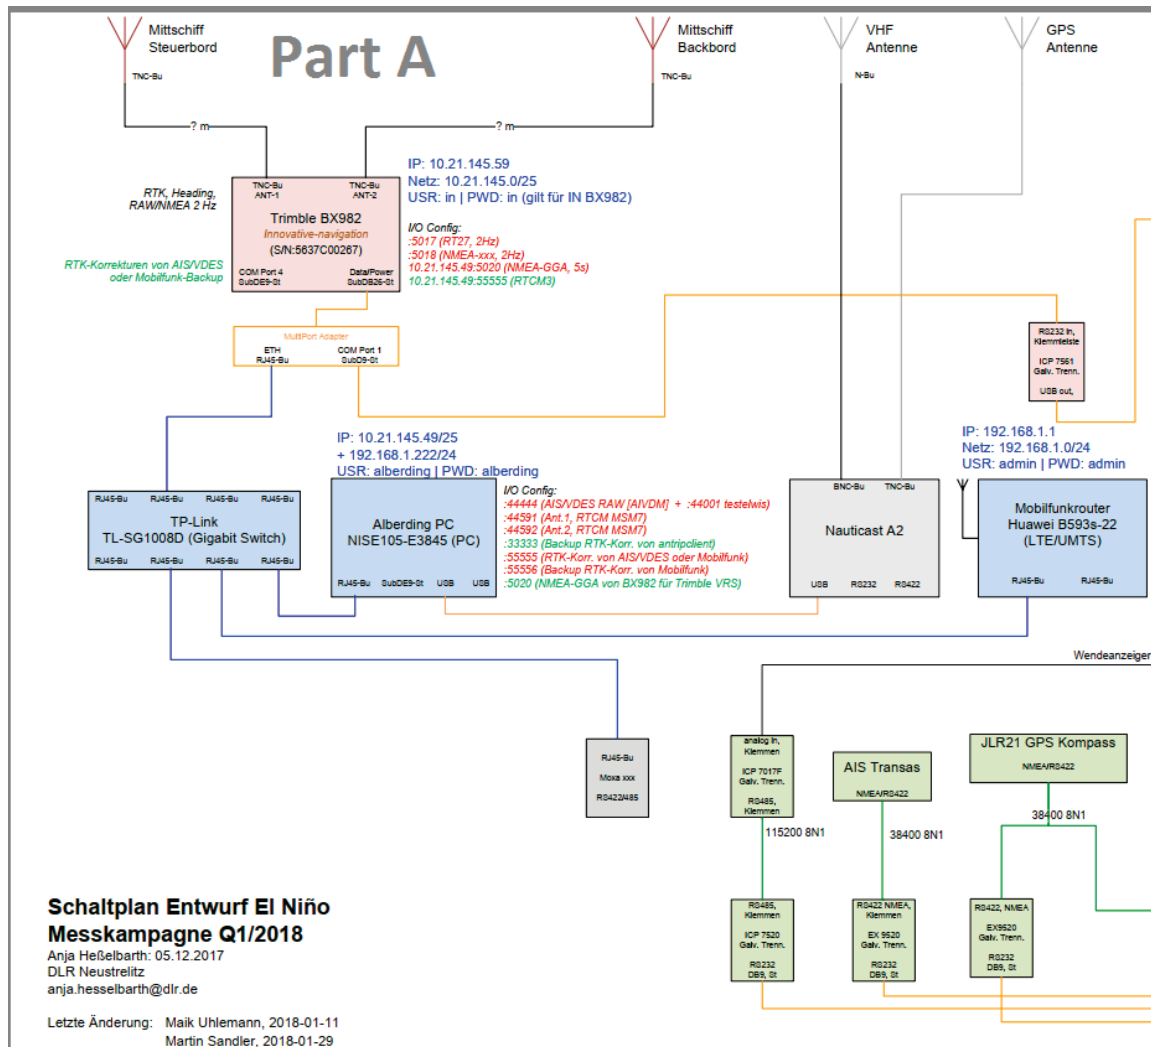 Part A
Mittschiff
Steuerbord
TNC-Bu
Mittschiff
Backbord
TNC-Bu
VHF
Antenne
N-Bu
GPS
Antenne
? m
? m
RTK, Heading,
RAW/NMEA 2 Hz
RTK-Korrekturen von AIS/VDES
oder Mobilfunk-Backup
TNC-Bu
ANT-1
TNC-Bu
ANT-2
Trimble BX982
Innovative-navigation
(S/N:5637C00267)
COM Port 4
SubDE9-St
Data/Power
SubDB26-St
IP: 10.21.145.59
Netz: 10.21.145.0/25
USR: in | PWD: in (gilt für IN BX982)
I/O Config:
:5017 (RT27, 2Hz)
:5018 (NMEA-xxx, 2Hz)
10.21.145.49:5020 (NMEA-GGA, 5s)
10.21.145.49:55555 (RTCM3)
MultiPort Adapter
ETH
RJ45-Bu
COM Port 1
SubD9-St
RS232 in,
Klemmleiste
ICP 7561
Galv. Trenn.
USB out,
IP: 10.21.145.49/25
+ 192.168.1.222/24
USR: alberding | PWD: alberding
IP: 192.168.1.1
Netz: 192.168.1.0/24
USR: admin | PWD: admin
RJ45-Bu RJ45-Bu RJ45-Bu RJ45-Bu
TP-Link
TL-SG1008D (Gigabit Switch)
RJ45-Bu RJ45-Bu RJ45-Bu RJ45-Bu
Alberding PC
NISE105-E3845 (PC)
RJ45-Bu SubDE9-St USB USB
I/O Config:
:44444 (AIS/VDES RAW [AIVDM] + :44001 testelwis)
:44591 (Ant.1, RTCM MSM7)
:44592 (Ant.2, RTCM MSM7)
:33333 (Backup RTK-Korr. von antripclient)
:55555 (RTK-Korr. von AIS/VDES oder Mobilfunk)
:55556 (Backup RTK-Korr. von Mobilfunk)
:5020 (NMEA-GGA von BX982 für Trimble VRS)
BNC-Bu TNC-Bu
Nauticast A2
USB RS232 RS422
Mobilfunkrouter
Huawei B593s-22
(LTE/UMTS)
RJ45-Bu RJ45-Bu
Wendeanzeiger
RJ45-Bu
Moxa xxx
RS422/485
analog in,
Klemmen
ICP 7017F
Galv. Trenn.
RS485,
Klemmen
AIS Transas
NMEA/RS422
JLR21 GPS Kompass
NMEA/RS422
115200 8N1
38400 8N1
38400 8N1
RS485,
Klemmen
ICP 7520
Galv. Trenn.
RS232
DB9, St
RS422 NMEA,
Klemmen
EX 9520
Galv. Trenn.
RS232
DB9, St
RS422, NMEA
EX9520
Galv. Trenn.
RS232
DB9, St
Schaltplan Entwurf El Niño
Messkampagne Q1/2018
Anja Heßelbarth: 05.12.2017
DLR Neustrelitz
anja.hesselbarth@dlr.de
Letzte Änderung: Maik Uhlemann, 2018-01-11
Martin Sandler, 2018-01-29